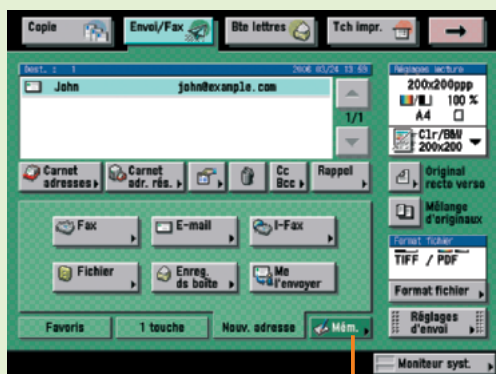 Copie
Envoi/Fax
Bte lettres
Tch impr.
Dest. : 1
2006 03/24 13:59
John john@example.com
1/1
Carnet
adresses
Carnet
adr. rés.
Cc
Bcc
Rappel
Fax
E-mail
I-Fax
Fichier
Enreg.
ds boîte
Me
l'envoyer
Favoris
1 touche
Nouv. adresse
Mém.
Réglages lecture
200x200ppp
100 %
A4
Clr/B&W
200x200
Original
recto verso
Mélange
d'originaux
Format fichier
TIFF / PDF
Format fichier
Réglages
d'envoi
Moniteur syst.